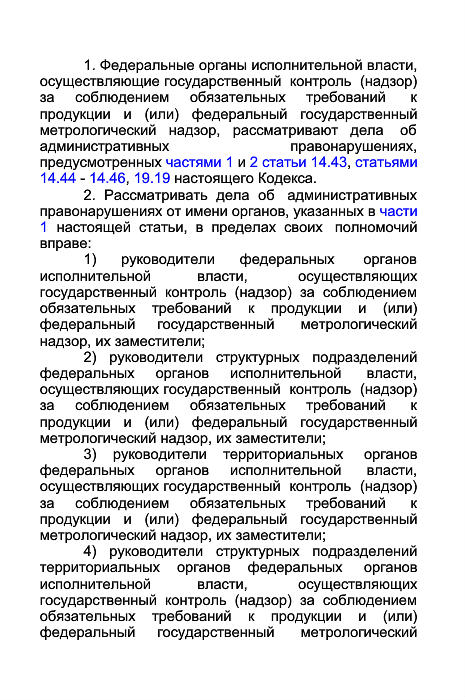 1. Федеральные органы исполнительной власти,
осуществляющие государственный контроль (надзор)
за соблюдением обязательных требований к
продукции и (или) федеральный государственный
метрологический надзор, рассматривают дела об
административных правонарушениях,
предусмотренных частями 1 и 2 статьи 14.43, статьями
14.44 - 14.46, 19.19 настоящего Кодекса.
2. Рассматривать дела об административных
правонарушениях от имени органов, указанных в части
1 настоящей статьи, в пределах своих полномочий
вправе:
1) руководители федеральных органов
исполнительной власти, осуществляющих
государственный контроль (надзор) за соблюдением
обязательных требований к продукции и (или)
федеральный государственный метрологический
надзор, их заместители;
2) руководители структурных подразделений
федеральных органов исполнительной власти,
осуществляющих государственный контроль (надзор)
за соблюдением обязательных требований к
продукции и (или) федеральный государственный
метрологический надзор, их заместители;
3) руководители территориальных органов
федеральных органов исполнительной власти,
осуществляющих государственный контроль (надзор)
за соблюдением обязательных требований к
продукции и (или) федеральный государственный
метрологический надзор, их заместители;
4) руководители структурных подразделений
территориальных органов федеральных органов
исполнительной власти, осуществляющих
государственный контроль (надзор) за соблюдением
обязательных требований к продукции и (или)
федеральный государственный метрологический